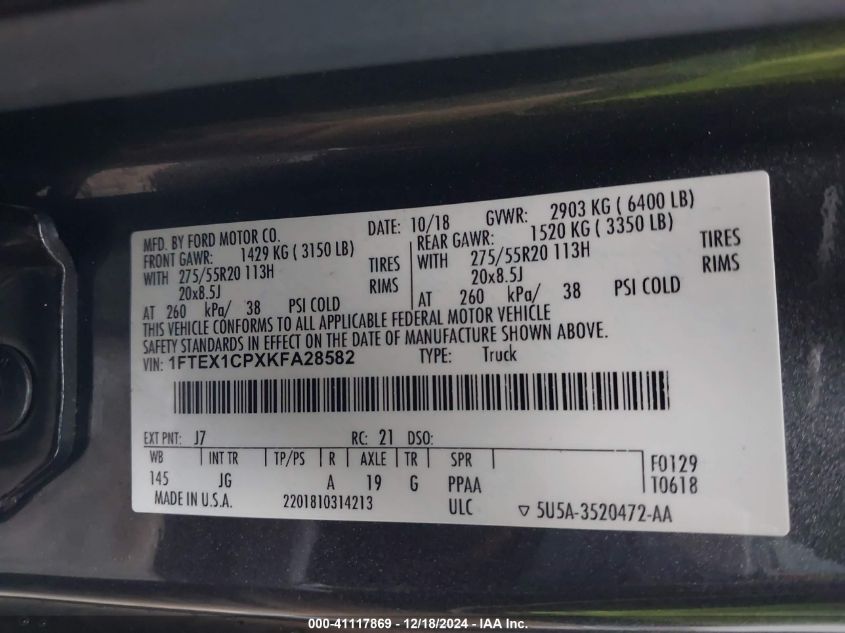 MFD. BY FORD MOTOR CO.
DATE: 10/18 GVWR: 2903 KG ( 6400 LB)
FRONT GAWR: 1429 KG ( 3150 LB)
WITH 275/55R20 113H TIRES
20x8.5J RIMS
AT 260 kPa/ 38 PSI COLD
REAR GAWR: 1520 KG ( 3350 LB)
WITH 275/55R20 113H TIRES
20x8.5J RIMS
AT 260 kPa/ 38 PSI COLD
THIS VEHICLE CONFORMS TO ALL APPLICABLE FEDERAL MOTOR VEHICLE
SAFETY STANDARDS IN EFFECT ON THE DATE OF MANUFACTURE SHOWN ABOVE.
VIN: 1FTEX1CPXKFA28582 TYPE: Truck
EXT PNT: J7 RC: 21 DSO:
WB INT TR TP/PS R AXLE TR SPR F0129
145 JG A 19 G PPAA T0618
MADE IN U.S.A. 2201810314213 ULC ▽ 5U5A-3520472-AA
000-41117869 - 12/18/2024 - IAA Inc.